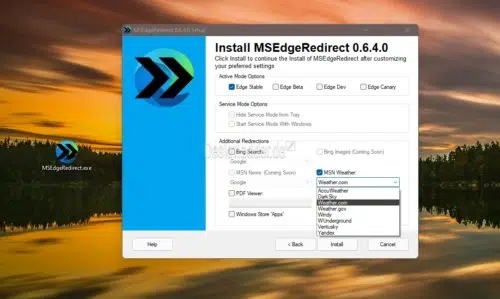 MSEdgeRedirect 0.6.4.0 Setup
Install MSEdgeRedirect 0.6.4.0
Click Install to continue the Install of MSEdgeRedirect after customizing
your preferred settings
Active Mode Options
Edge Stable Edge Beta Edge Dev Edge Canary
Service Mode Options
Hide Service Mode from Tray
Start Service Mode With Windows
Additional Redirections
Bing Search: Bing Images (Coming Soon)
Google
MSN News (Coming Soon) MSN Weather
Google Weather.com
AccuWeather
PDF Viewer: DarkSky
Weather.com
Weather.gov
Windows Store 'Apps' Windy
WUnderground
Ventusky
Yandex
MSEdgeRedirect.exe
Help < Back Install Cancel